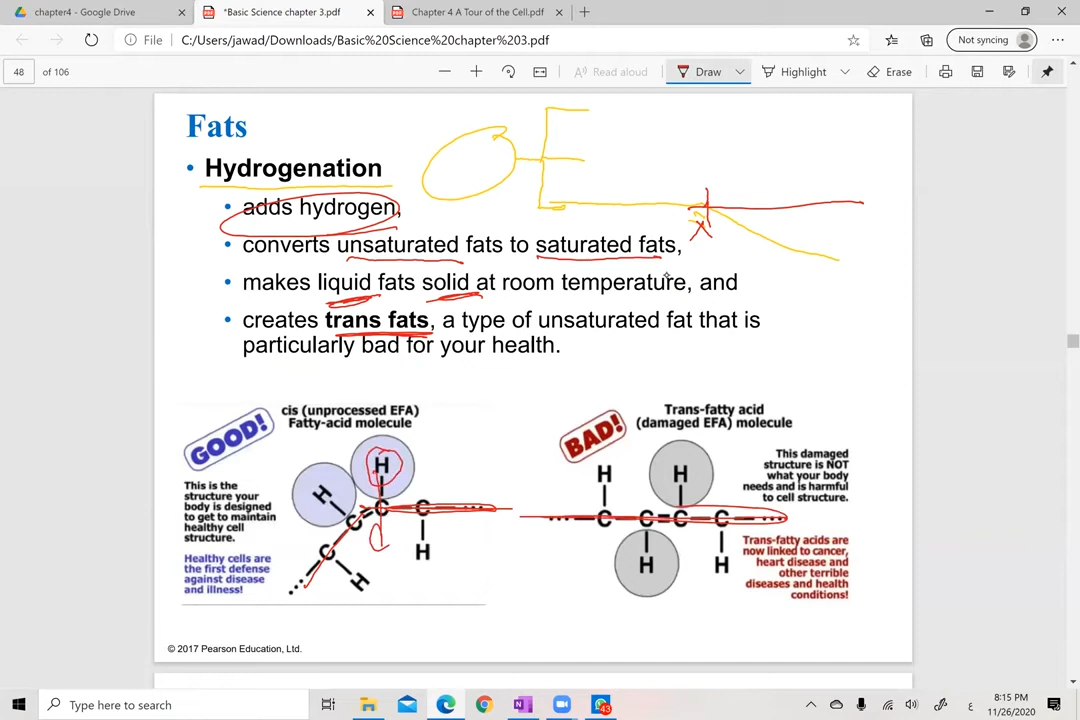 chapter4 - Google Drive
*Basic Science chapter 3.pdf
Chapter 4 A Tour of the Cell.pdf
File C:/Users/jawad/Downloads/Basic%20Science%20chapter%203.pdf
Not syncing
48 of 106
Read aloud
Draw
Highlight
Erase
Fats
• Hydrogenation
• adds hydrogen,
• converts unsaturated fats to saturated fats,
• makes liquid fats solid at room temperature, and
• creates trans fats, a type of unsaturated fat that is
particularly bad for your health.
GOOD!
cis (unprocessed EFA)
Fatty-acid molecule
This is the
structure your
body is designed
to get to maintain
healthy cell
structure.
Healthy cells are
the first defense
against disease
and illness!
H
H
C = C – C – ...
C
H
H
BAD!
Trans-fatty acid
(damaged EFA) molecule
H
H
... – C – C = C – C – ...
H
H
This damaged
structure is NOT
what your body
needs and is harmful
to cell structure.
Trans-fatty acids are
now linked to cancer,
heart disease and
other terrible
diseases and health
conditions!
© 2017 Pearson Education, Ltd.
Type here to search
43
8:15 PM
11/26/2020